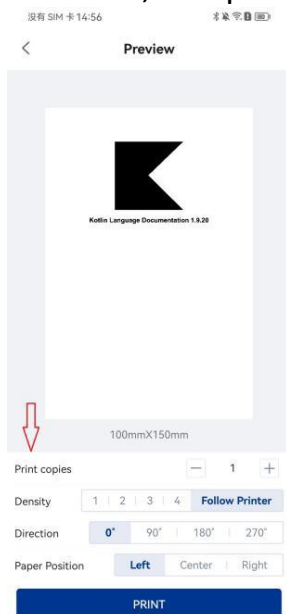 没有 SIM 卡 14:56
Preview
Kotlin Language Documentation 1.9.20
100mmX150mm
Print copies — 1 +
Density 1 2 3 4 Follow Printer
Direction 0° 90° 180° 270°
Paper Position Left Center Right
PRINT